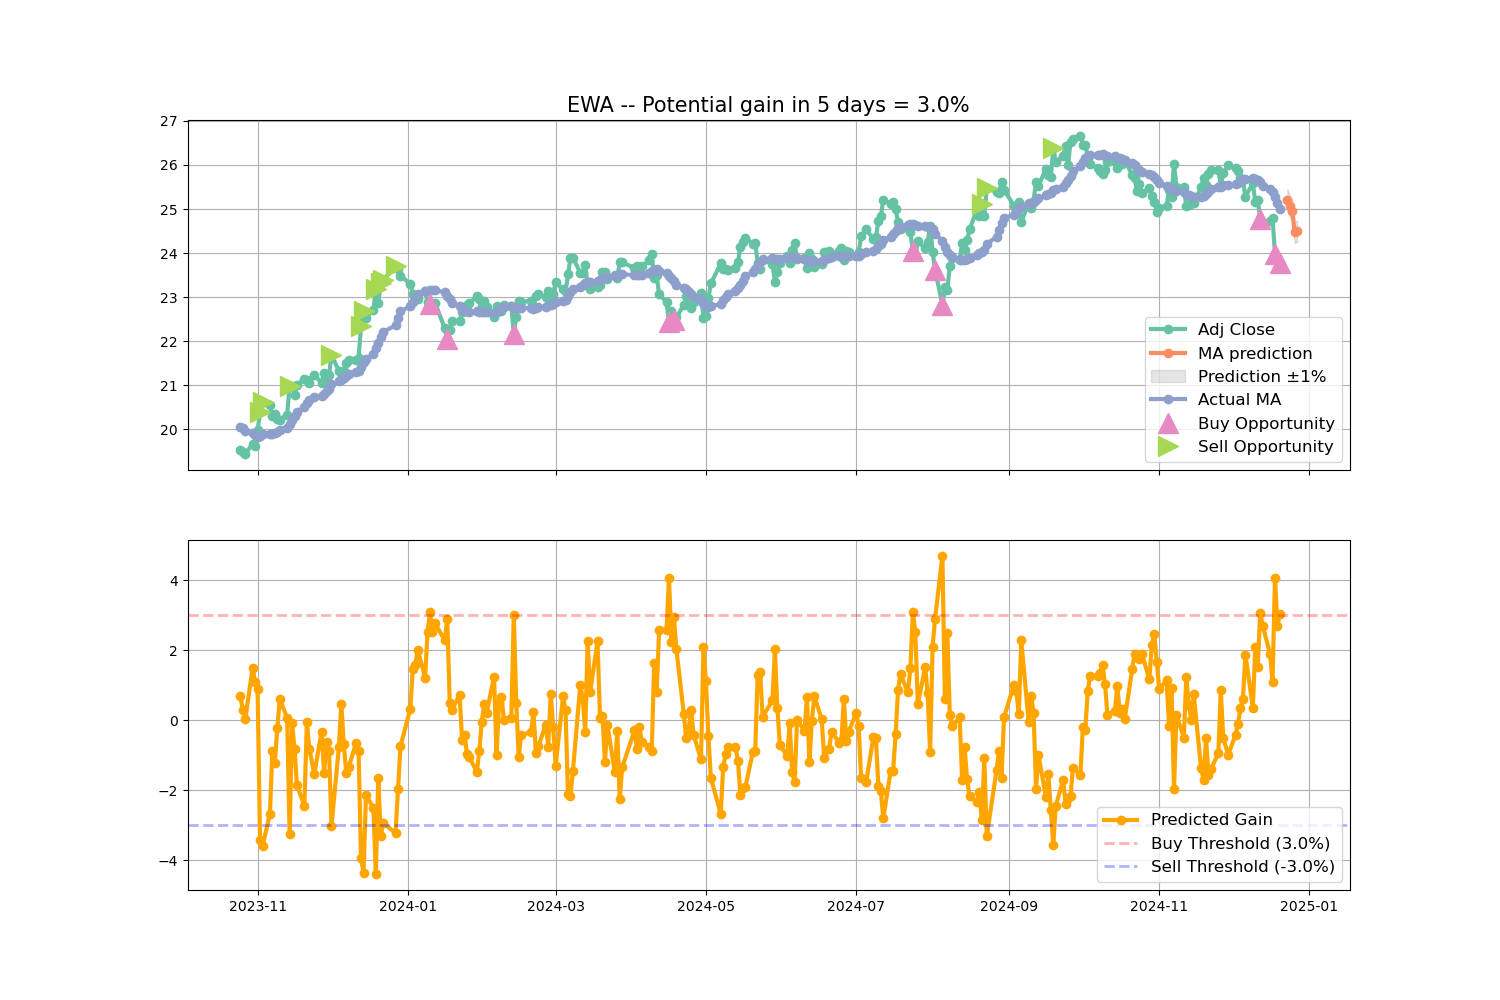 EWA -- Potential gain in 5 days = 3.0%
27
26
25
24
23
22
21
20
Adj Close
MA prediction
Prediction ±1%
Actual MA
Buy Opportunity
Sell Opportunity
4
2
0
−2
−4
Predicted Gain
Buy Threshold (3.0%)
Sell Threshold (-3.0%)
2023-11 2024-01 2024-03 2024-05 2024-07 2024-09 2024-11 2025-01